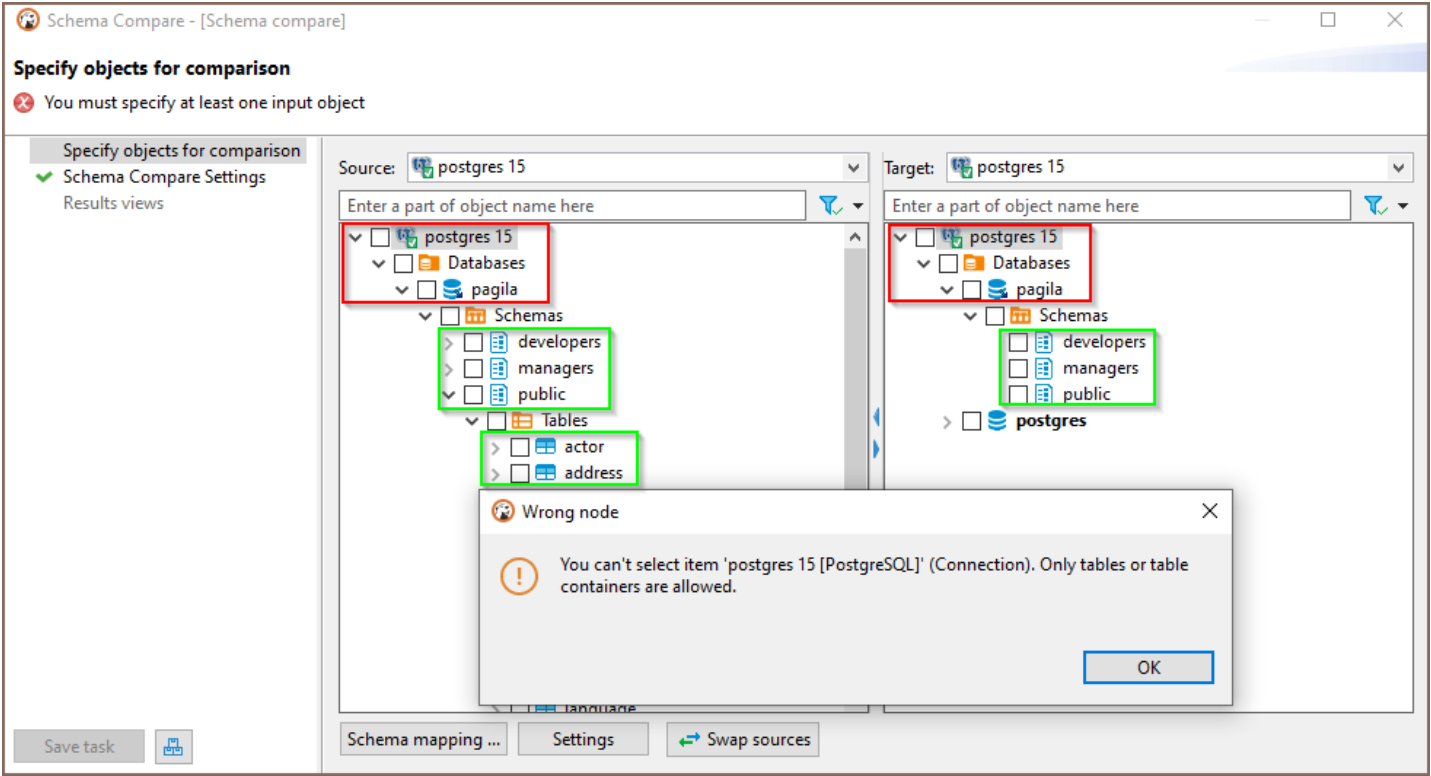 Schema Compare - [Schema compare]
Specify objects for comparison
You must specify at least one input object
Specify objects for comparison
Schema Compare Settings
Results views
Source: postgres 15
Enter a part of object name here
postgres 15
Databases
pagila
Schemas
developers
managers
public
Tables
actor
address
language
Target: postgres 15
Enter a part of object name here
postgres 15
Databases
pagila
Schemas
developers
managers
public
postgres
Wrong node
You can't select item 'postgres 15 [PostgreSQL]' (Connection). Only tables or table
containers are allowed.
OK
Save task
Schema mapping ...
Settings
Swap sources